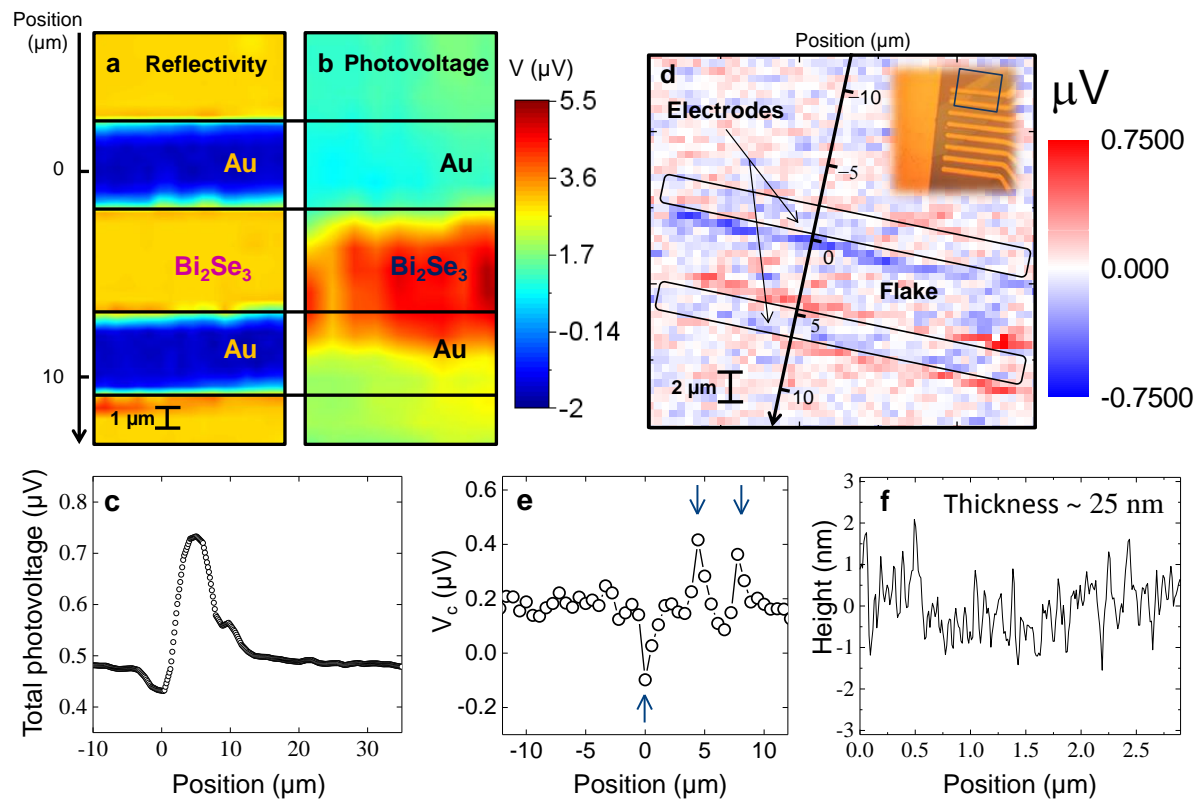 Position
(µm)
0
10
a Reflectivity
Au
Bi2Se3
Au
1 µm
b Photovoltage
Au
Bi2Se3
Au
V (µV)
5.5
3.6
1.7
-0.14
-2
Position (µm)
d
Electrodes
−10
−5
0
Flake
5
10
2 µm
µV
0.7500
0.000
-0.7500
c
Total photovoltage (µV)
0.8
0.7
0.6
0.5
0.4
-10 0 10 20 30
Position (µm)
e
Vc (µV)
0.6
0.4
0.2
0.0
-0.2
-10 -5 0 5 10
Position (µm)
f Thickness ~ 25 nm
Height (nm)
3
2
1
0
-1
-2
-3
0.0 0.5 1.0 1.5 2.0 2.5
Position (µm)